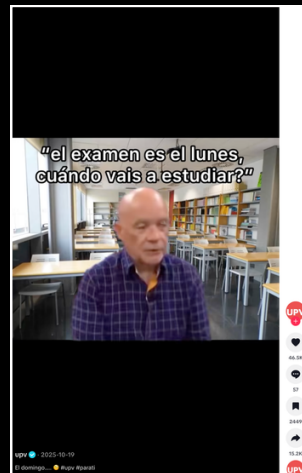 "el examen es el lunes,
cuándo vais a estudiar?"
UPV
46.5K
57
2449
15.2K
upv · 2025-10-19
El domingo.... #upv #parati
UPV